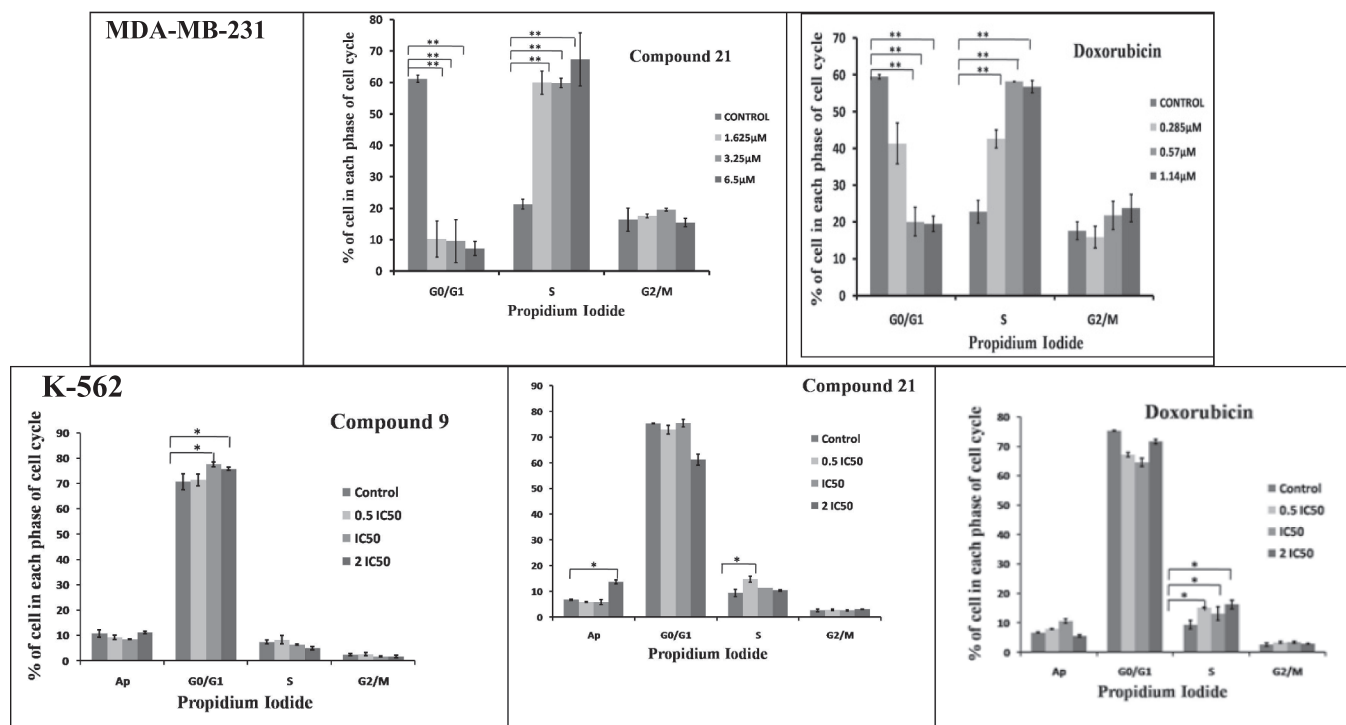 MDA-MB-231
% of cell in each phase of cell cycle
80
70
60
50
40
30
20
10
0
**
**
**
**
**
**
Compound 21
CONTROL
1.625μM
3.25μM
6.5μM
G0/G1 S G2/M
Propidium Iodide
% of cell in each phase of cell cycle
70
60
50
40
30
20
10
0
**
**
**
**
**
**
Doxorubicin
CONTROL
0.285μM
0.57μM
1.14μM
G0/G1 S G2/M
Propidium Iodide
K-562
% of cell in each phase of cell cycle
90
80
70
60
50
40
30
20
10
0
*
*
Compound 9
Control
0.5 IC50
IC50
2 IC50
Ap G0/G1 S G2/M
Propidium Iodide
90
80
70
60
50
40
30
20
10
0
*
*
Compound 21
Control
0.5 IC50
IC50
2 IC50
Ap G0/G1 S G2/M
Propidium Iodide
% of cell in each phase of cell cycle
80
70
60
50
40
30
20
10
0
*
*
*
Doxorubicin
Control
0.5 IC50
IC50
2 IC50
Ap G0/G1 S G2/M
Propidium Iodide